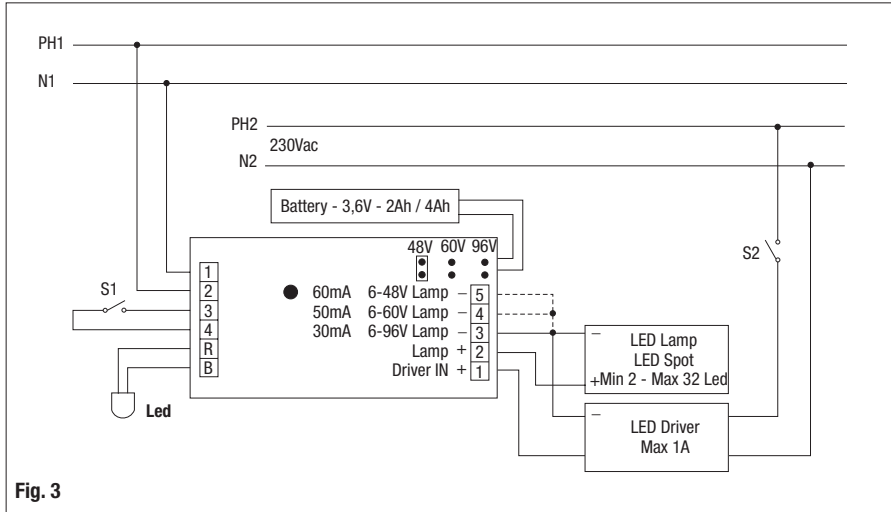 PH1
N1
PH2
230Vac
N2
Battery - 3,6V - 2Ah / 4Ah
48V 60V 96V
S2
S1
1
2
3
4
R
B
60mA 6-48V Lamp – 5
50mA 6-60V Lamp – 4
30mA 6-96V Lamp – 3
Lamp + 2
Driver IN + 1
Led
– LED Lamp
LED Spot
+Min 2 - Max 32 Led
– LED Driver
Max 1A
Fig. 3